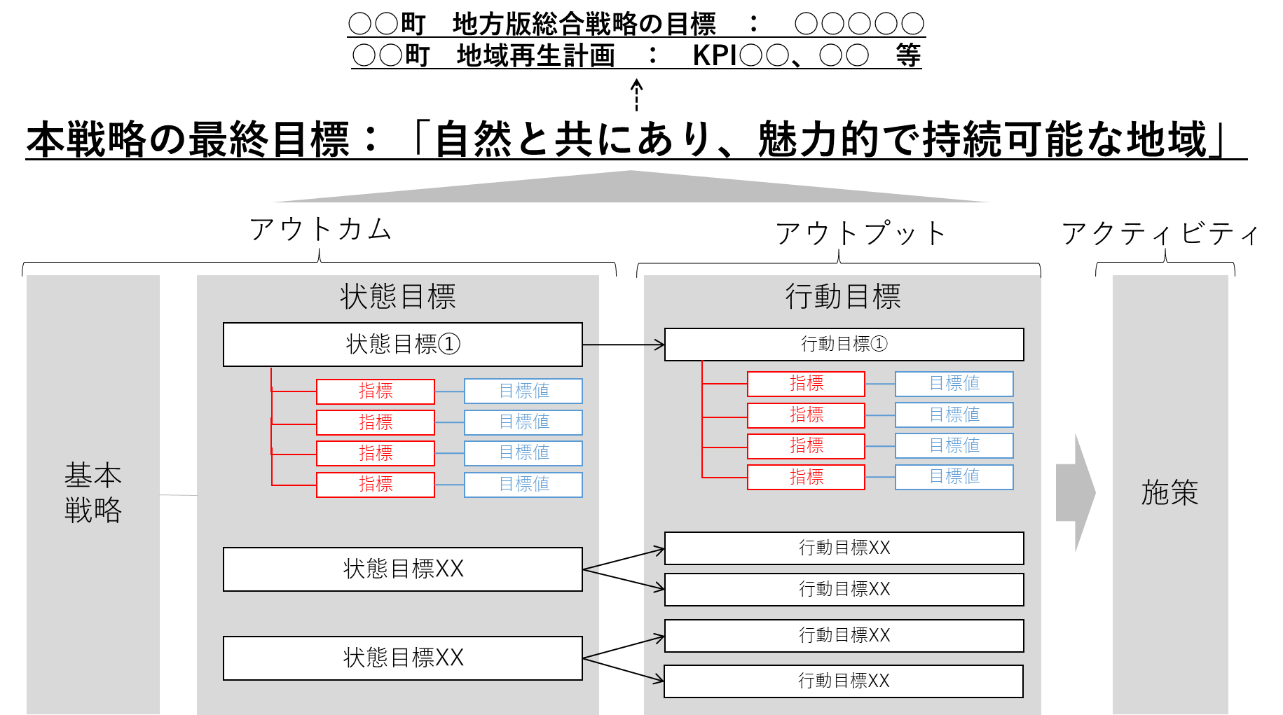 ○○町　地方版総合戦略の目標　：　○○○○○
○○町　地域再生計画　：　KPI○○、○○　等
本戦略の最終目標：「自然と共にあり、魅力的で持続可能な地域」
アウトカム
アウトプット
アクティビティ
基本
戦略
状態目標
状態目標①
指標
目標値
指標
目標値
指標
目標値
指標
目標値
状態目標XX
状態目標XX
行動目標
行動目標①
指標
目標値
指標
目標値
指標
目標値
指標
目標値
行動目標XX
行動目標XX
行動目標XX
行動目標XX
施策